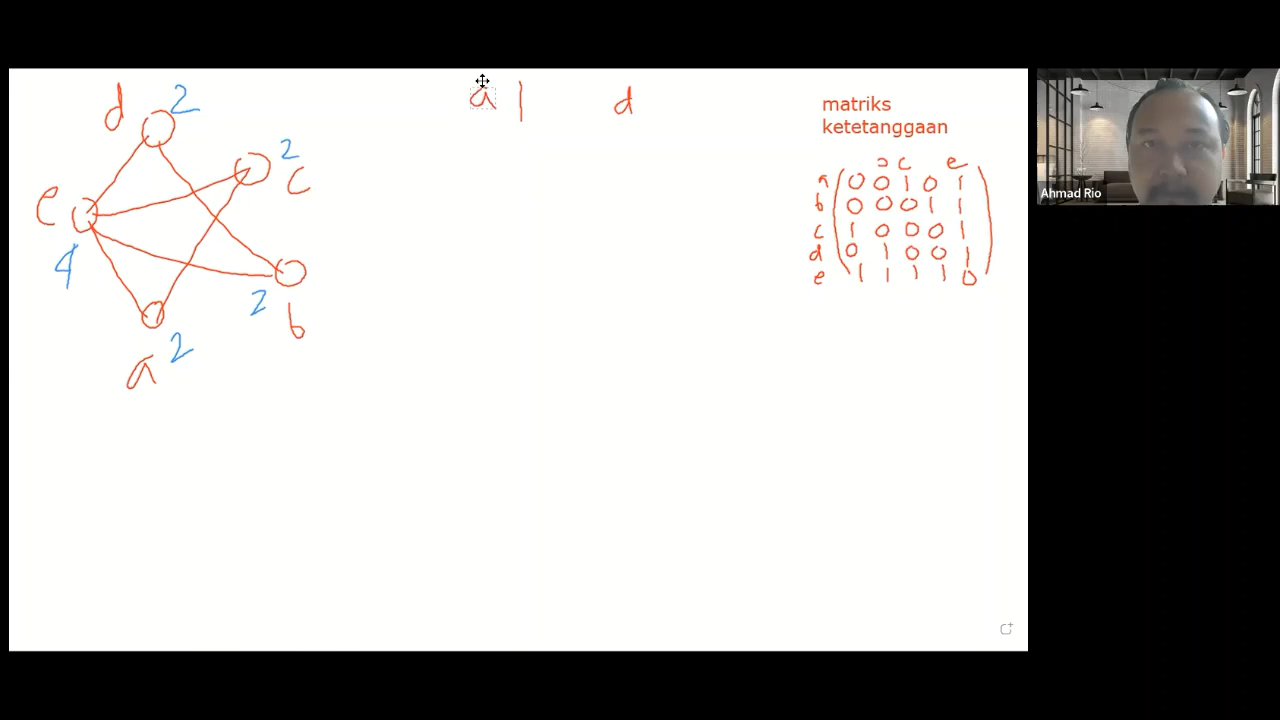 d 2
2
c
e
4
2
b
a 2
a | d
matriks
ketetanggaan
c e
a 0 0 1 0 1
b 0 0 0 1 1
c 1 0 0 0 1
d 0 1 0 0 1
e 1 1 1 1 0
Ahmad Rio